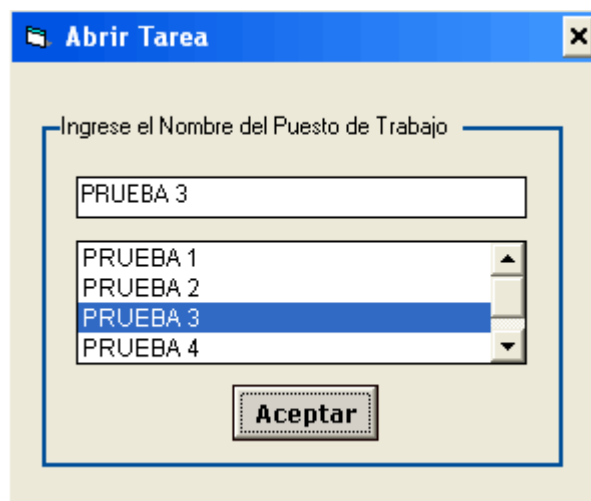 Abrir Tarea
Ingrese el Nombre del Puesto de Trabajo
PRUEBA 3
PRUEBA 1
PRUEBA 2
PRUEBA 3
PRUEBA 4
Aceptar